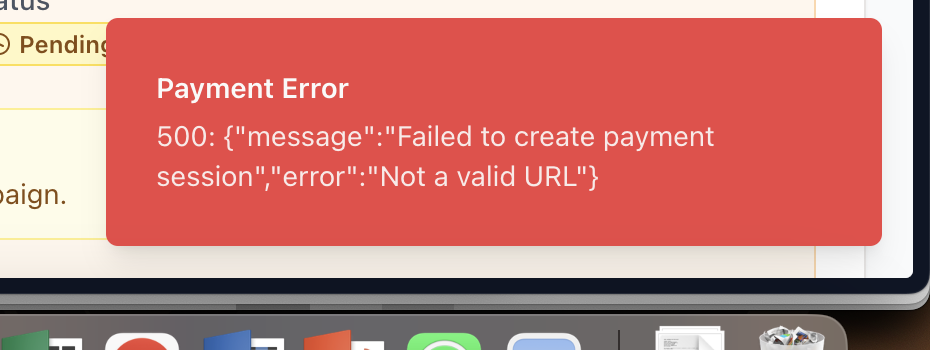 Pending
Payment Error
500: {"message":"Failed to create payment
session","error":"Not a valid URL"}
paign.